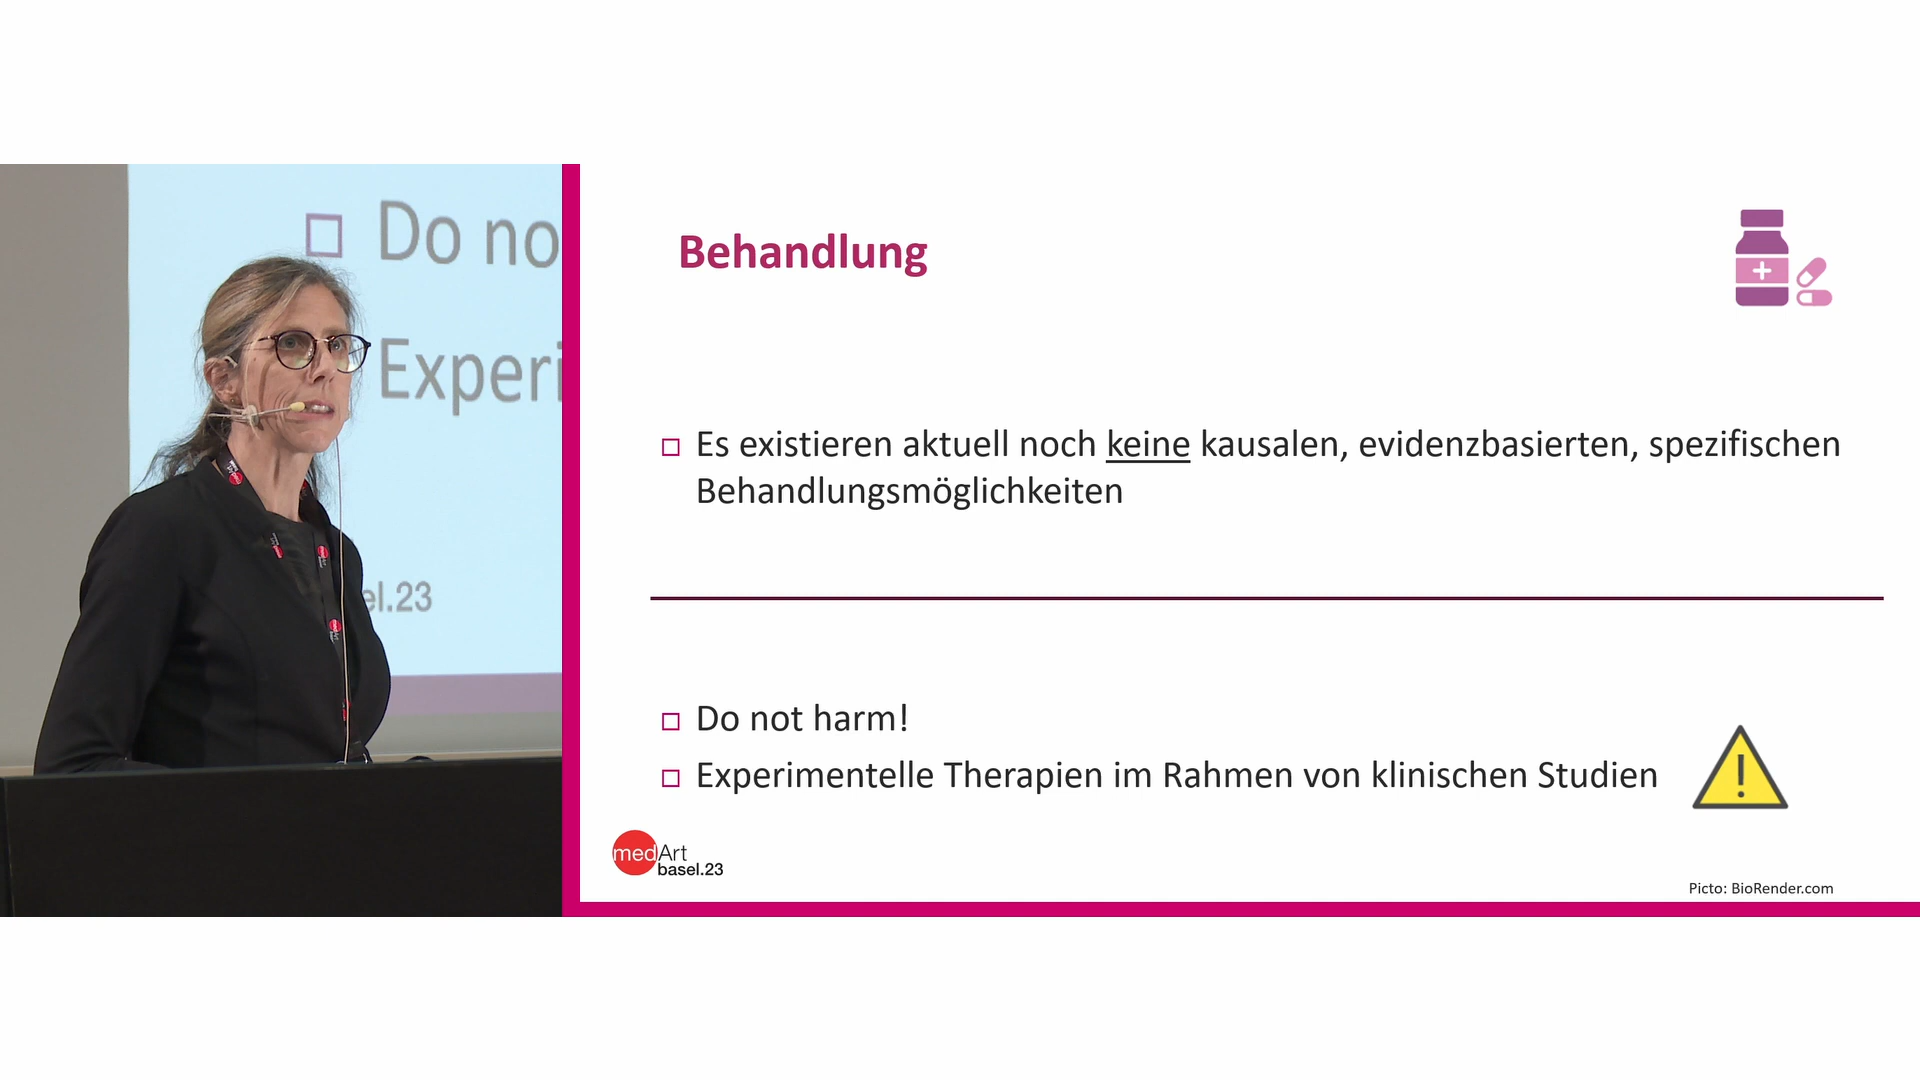 Do no
Experi
el.23
Behandlung
Es existieren aktuell noch keine kausalen, evidenzbasierten, spezifischen
Behandlungsmöglichkeiten
Do not harm!
Experimentelle Therapien im Rahmen von klinischen Studien
medArt
basel.23
Picto: BioRender.com